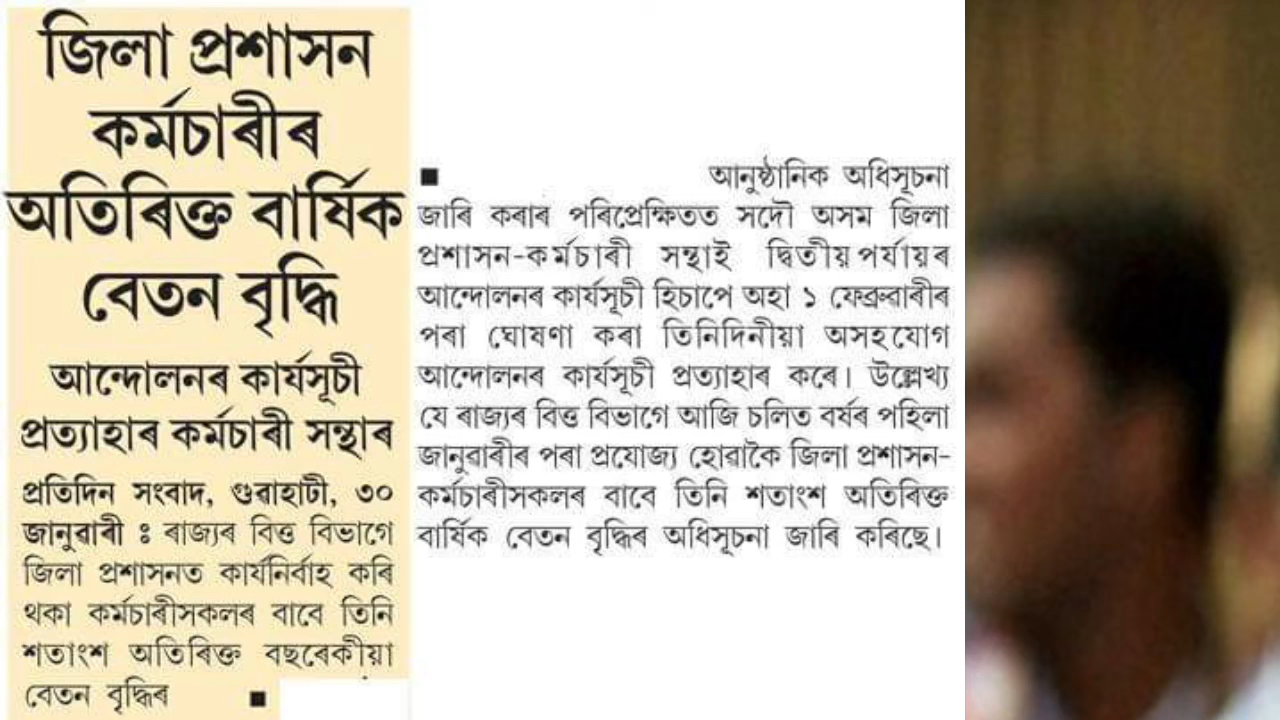 জিলা প্ৰশাসন
কৰ্মচাৰীৰ
অতিৰিক্ত বাৰ্ষিক
বেতন বৃদ্ধি
আন্দোলনৰ কাৰ্যসূচী
প্ৰত্যাহাৰ কৰ্মচাৰী সন্থাৰ
প্ৰতিদিন সংবাদ, গুৱাহাটী, ৩০
জানুৱাৰী ঃ ৰাজ্যৰ বিত্ত বিভাগে
জিলা প্ৰশাসনত কাৰ্যনিৰ্বাহ কৰি
থকা কৰ্মচাৰীসকলৰ বাবে তিনি
শতাংশ অতিৰিক্ত বছৰেকীয়া
বেতন বৃদ্ধিৰ ■
■ আনুষ্ঠানিক অধিসূচনা
জাৰি কৰাৰ পৰিপ্ৰেক্ষিতত সদৌ অসম জিলা
প্ৰশাসন-কৰ্মচাৰী সন্থাই দ্বিতীয় পৰ্যায়ৰ
আন্দোলনৰ কাৰ্যসূচী হিচাপে অহা ১ ফেব্ৰুৱাৰীৰ
পৰা ঘোষণা কৰা তিনিদিনীয়া অসহযোগ
আন্দোলনৰ কাৰ্যসূচী প্ৰত্যাহাৰ কৰে। উল্লেখ্য
যে ৰাজ্যৰ বিত্ত বিভাগে আজি চলিত বৰ্ষৰ পহিলা
জানুৱাৰীৰ পৰা প্ৰযোজ্য হোৱাকৈ জিলা প্ৰশাসন-
কৰ্মচাৰীসকলৰ বাবে তিনি শতাংশ অতিৰিক্ত
বাৰ্ষিক বেতন বৃদ্ধিৰ অধিসূচনা জাৰি কৰিছে।